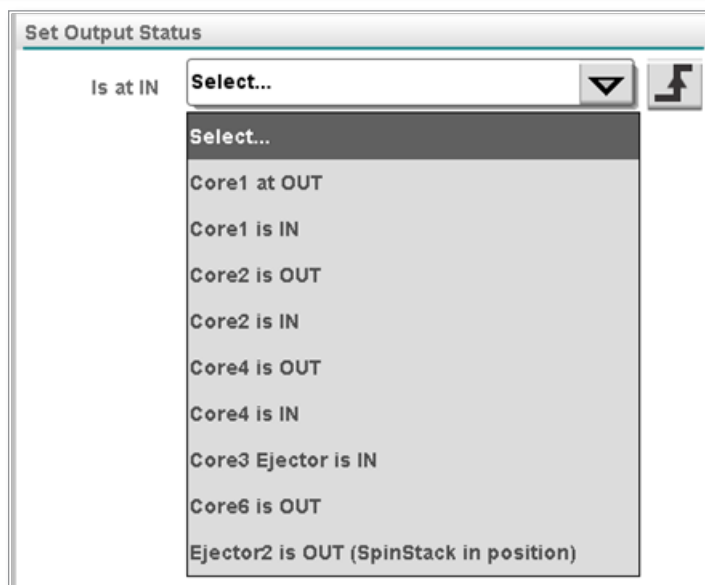 Set Output Status
Is at IN Select...
Select...
Core1 at OUT
Core1 is IN
Core2 is OUT
Core2 is IN
Core4 is OUT
Core4 is IN
Core3 Ejector is IN
Core6 is OUT
Ejector2 is OUT (SpinStack in position)